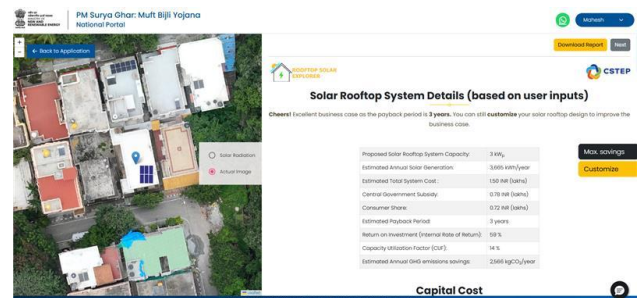 PM Surya Ghar: Muft Bijli Yojana
National Portal
MINISTRY OF
NEW AND
RENEWABLE ENERGY
Mahesh
+
-
← Back to Application
Download Report
Next
ROOFTOP SOLAR
EXPLORER
CSTEP
Solar Rooftop System Details (based on user inputs)
Cheers! Excellent business case as the payback period is 3 years. You can still customize your solar rooftop design to improve the
business case.
Proposed Solar Rooftop System Capacity: 3 kWp
Estimated Annual Solar Generation: 3,665 kWh/year
Estimated Total System Cost: 1.50 INR (lakhs)
Central Government Subsidy: 0.78 INR (lakhs)
Consumer Share: 0.72 INR (lakhs)
Estimated Payback Period: 3 years
Return on Investment (Internal Rate of Return): 59 %
Capacity Utilization Factor (CUF): 14 %
Estimated Annual GHG emissions savings: 2,566 kgCO₂/year
Max. savings
Customize
Solar Radiation
Actual Image
Capital Cost